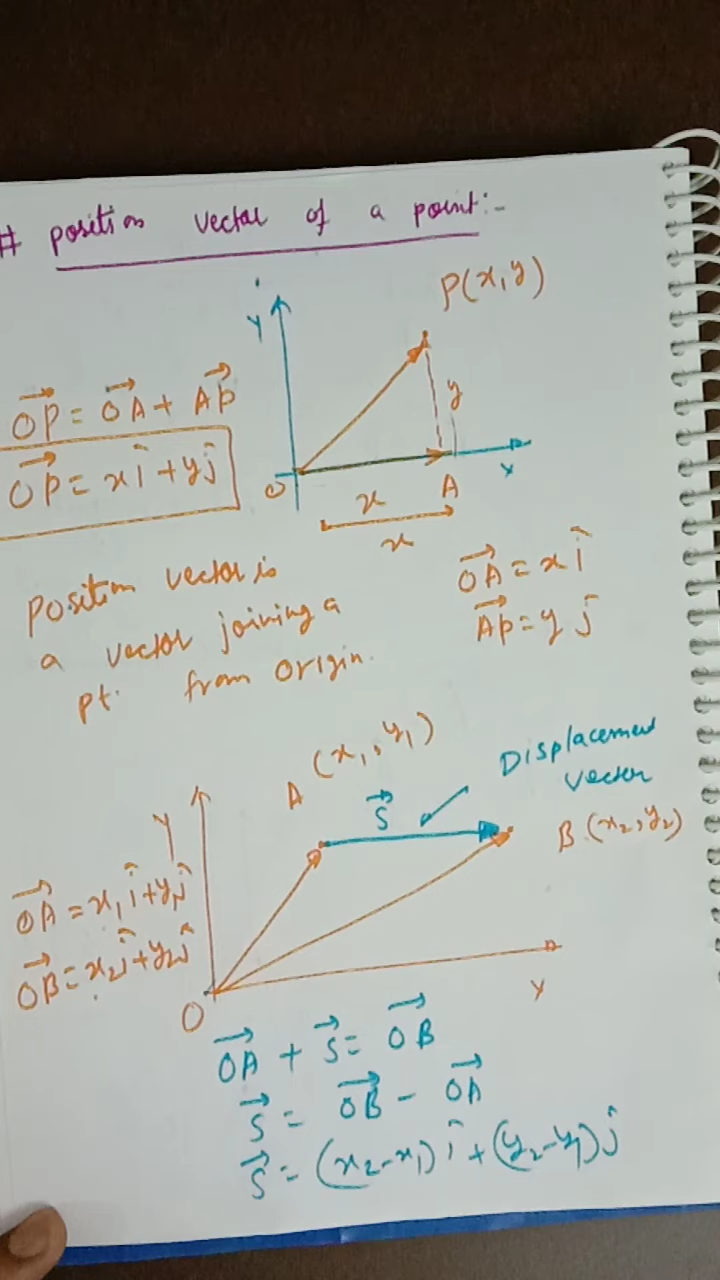 # position vector of a point:-
P(x,y)
Y
y
→OP = →OA + →AP
→OP = xî + yĵ
O
x
A
x
x
→OA = x î
→AP = y ĵ
Position vector is
a vector joining a
pt. from origin.
A (x₁, y₁)
Displacement
vector
→S
B (x₂, y₂)
Y
→OA = x₁î + y₁ĵ
→OB = x₂î + y₂ĵ
O
→OA + →S = →OB
→S = →OB - →OA
→S = (x₂-x₁) î + (y₂-y₁) ĵ